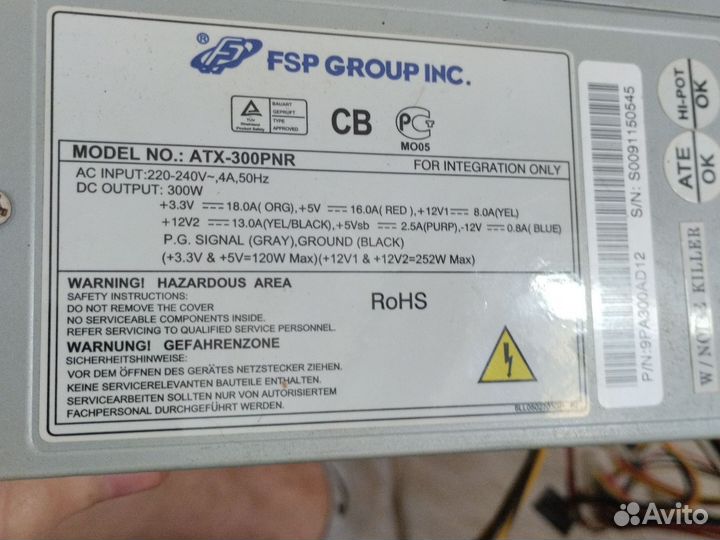 ® FSP GROUP INC.
BAUART
GEPRÜFT
TYPE
APPROVED
CB
MO05
MODEL NO.: ATX-300PNR
FOR INTEGRATION ONLY
AC INPUT:220-240V~,4A,50Hz
DC OUTPUT: 300W
+3.3V ⎓ 18.0A( ORG),+5V ⎓ 16.0A( RED ),+12V1⎓ 8.0A(YEL)
+12V2 ⎓ 13.0A(YEL/BLACK),+5Vsb ⎓ 2.5A(PURP),-12V ⎓ 0.8A( BLUE)
P.G. SIGNAL (GRAY),GROUND (BLACK)
(+3.3V & +5V=120W Max)(+12V1 & +12V2=252W Max)
WARNING! HAZARDOUS AREA
SAFETY INSTRUCTIONS:
DO NOT REMOVE THE COVER
NO SERVICEABLE COMPONENTS INSIDE.
REFER SERVICING TO QUALIFIED SERVICE PERSONNEL.
RoHS
WARNUNG! GEFAHRENZONE
SICHERHEITSHINWEISE:
VOR DEM ÖFFNEN DES GERÄTES NETZSTECKER ZIEHEN.
KEINE SERVICERELEVANTEN BAUTEILE ENTHALTEN.
SERVICEARBEITEN SOLLTEN NUR VON AUTORISIERTEM
FACHPERSONAL DURCHGEFÜHRT WERDEN.
S/N: S0091150545
P/N:9PA300AD12
HI-POT
OK
ATE
OK
KILLER
Avito